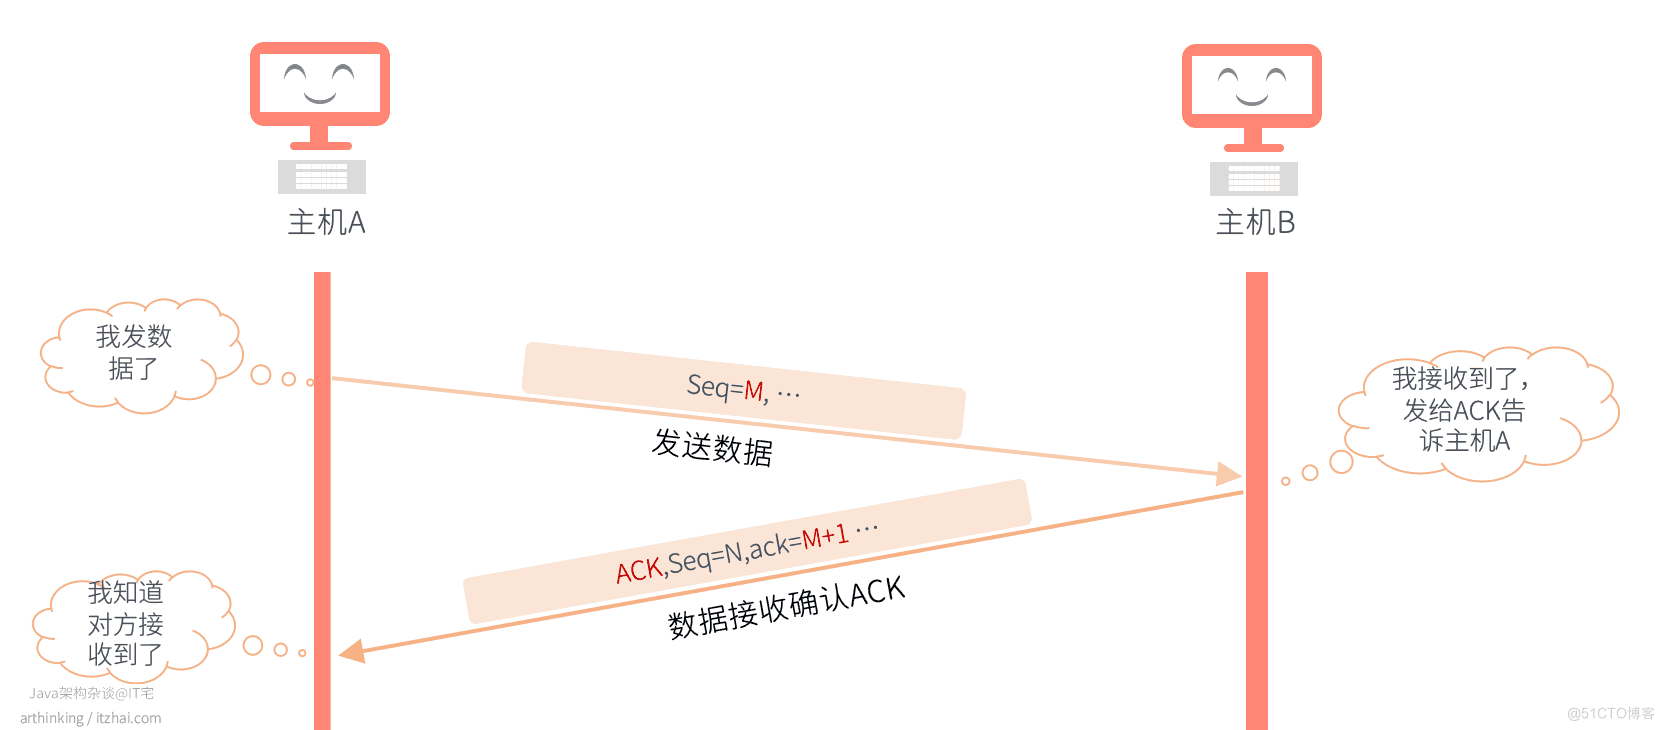 主机A
主机B
我发数
据了
Seq=M, ···
发送数据
我接收到了,
发给ACK告
诉主机A
ACK,Seq=N,ack=M+1 ···
数据接收确认ACK
我知道
对方接
收到了
Java架构杂谈@IT宅
arthinking / itzhai.com
@51CTO博客